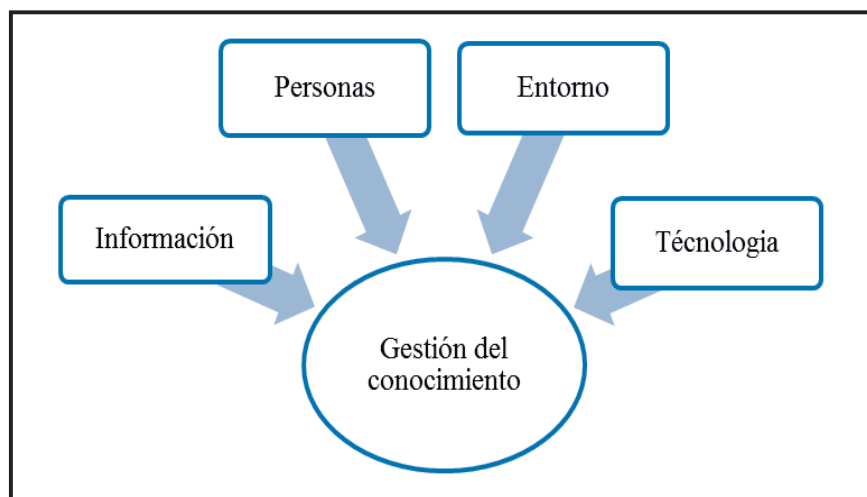 Personas
Entorno
Información
Técnologia
Gestión del
conocimiento